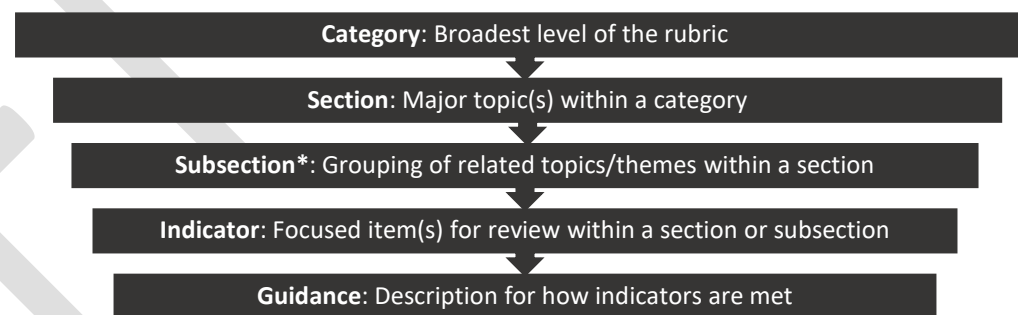 Category: Broadest level of the rubric
Section: Major topic(s) within a category
Subsection*: Grouping of related topics/themes within a section
Indicator: Focused item(s) for review within a section or subsection
Guidance: Description for how indicators are met